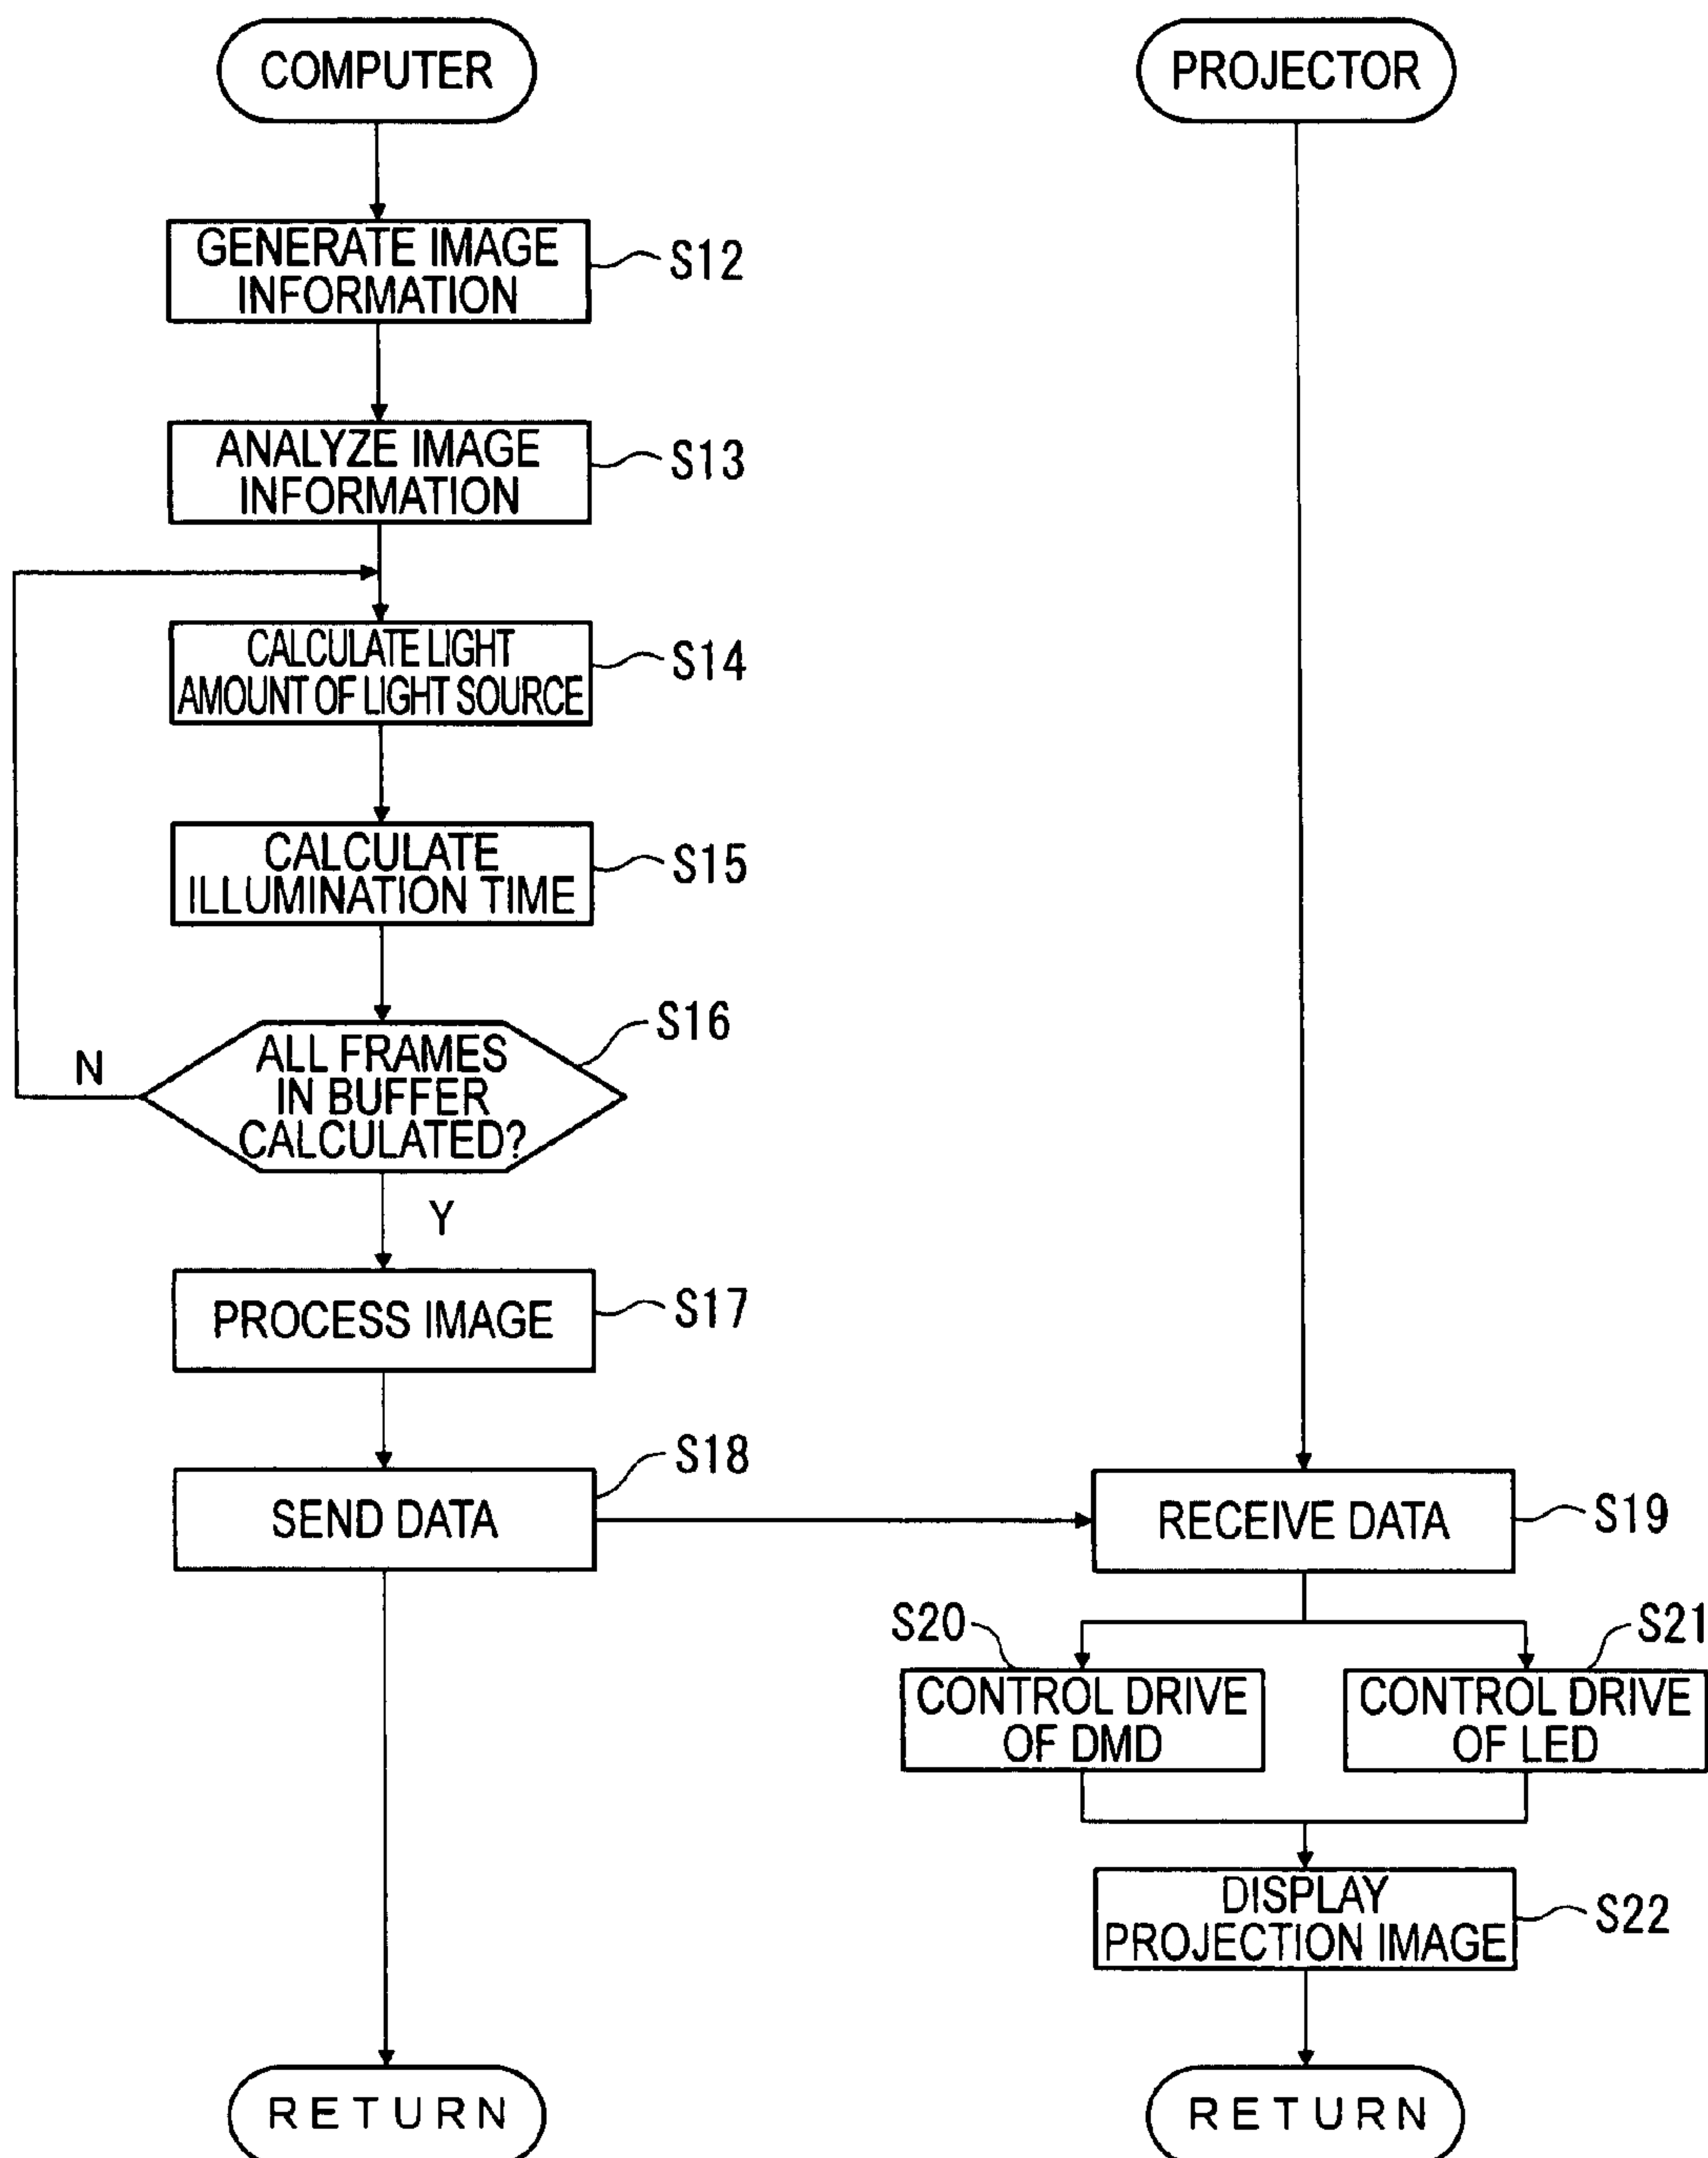 COMPUTER
GENERATE IMAGE
INFORMATION
S12
ANALYZE IMAGE
INFORMATION
S13
CALCULATE LIGHT
AMOUNT OF LIGHT SOURCE
S14
CALCULATE
ILLUMINATION TIME
S15
ALL FRAMES
IN BUFFER
CALCULATED?
S16
N
Y
PROCESS IMAGE
S17
SEND DATA
S18
RETURN
PROJECTOR
RECEIVE DATA
S19
S20
CONTROL DRIVE
OF DMD
S21
CONTROL DRIVE
OF LED
DISPLAY
PROJECTION IMAGE
S22
RETURN